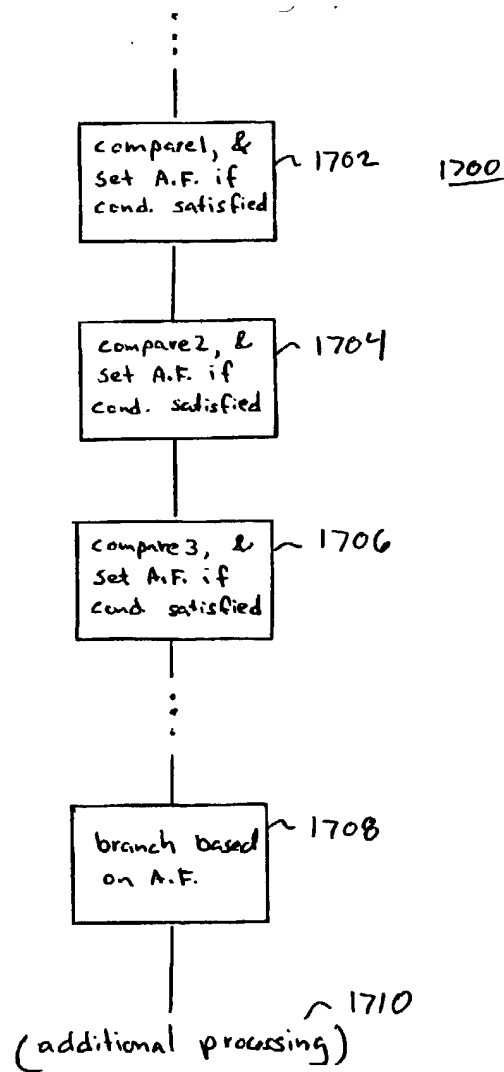 compare1, &
set A.F. if
cond. satisfied
1702
1700
compare2, &
set A.F. if
cond. satisfied
1704
compare3, &
set A.F. if
cond. satisfied
1706
branch based
on A.F.
1708
1710
(additional processing)